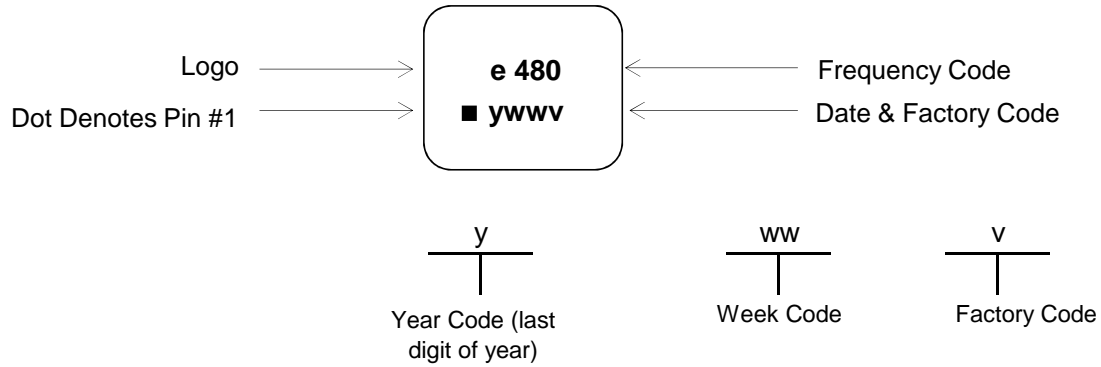 Logo
e 480
Frequency Code
Dot Denotes Pin #1
■ ywwv
Date & Factory Code
y
ww
v
Year Code (last
digit of year)
Week Code
Factory Code